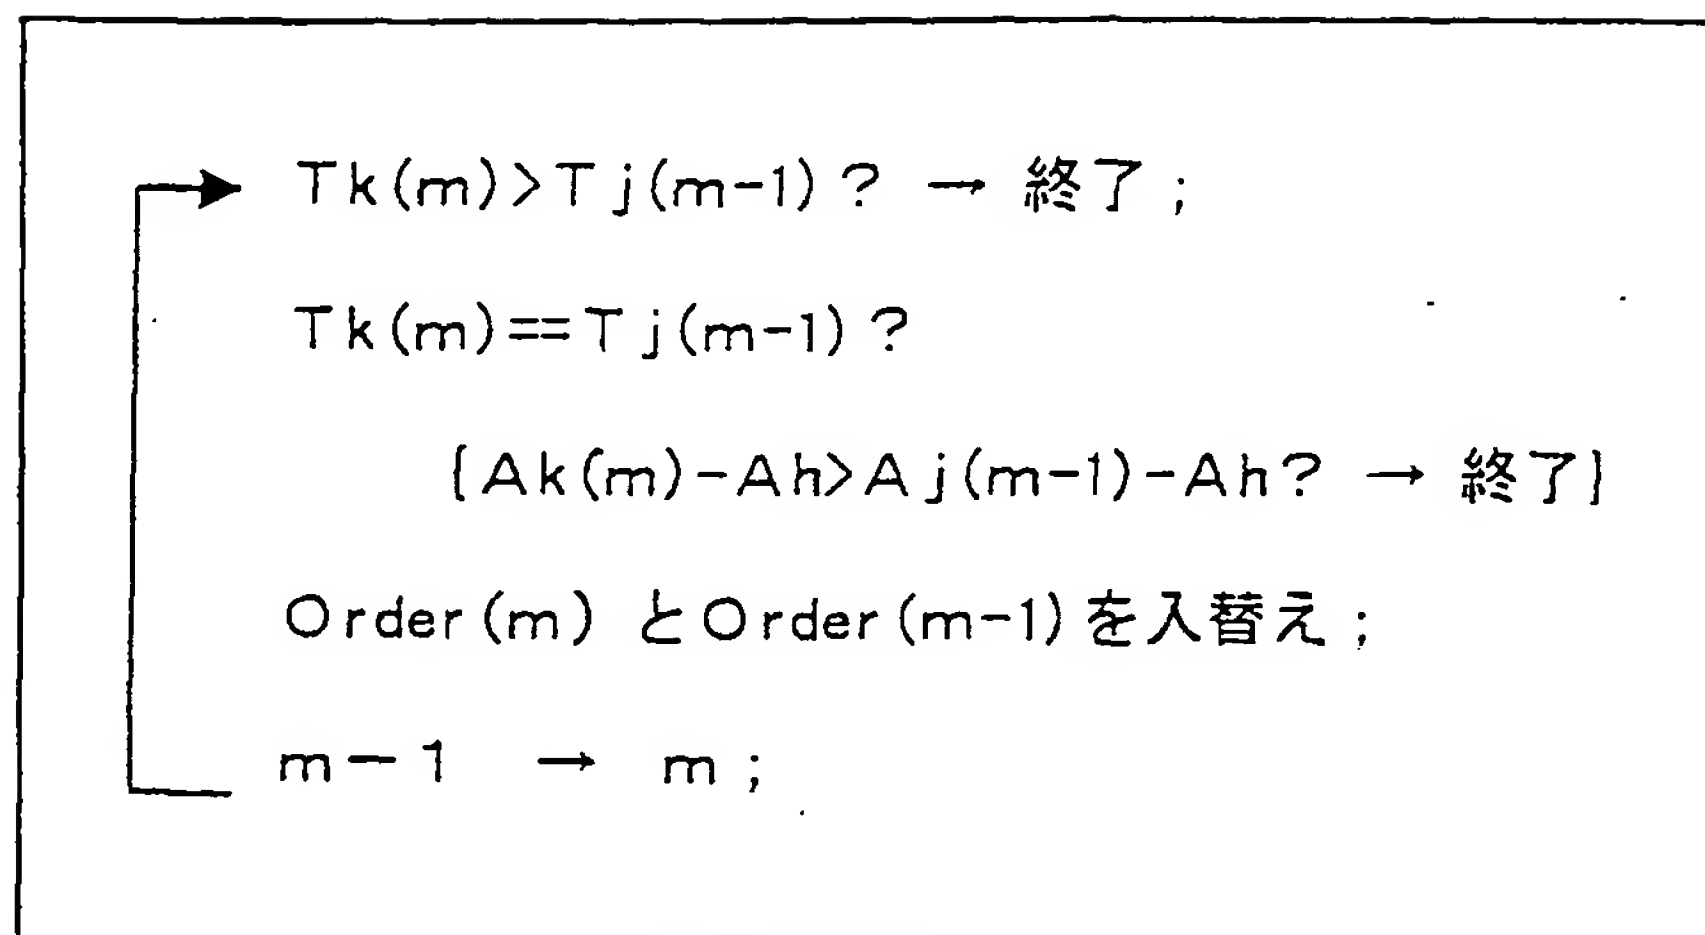 Tk(m)>Tj(m-1)? → 終了;
Tk(m)==Tj(m-1)?
{Ak(m)-Ah>Aj(m-1)-Ah? → 終了}
Order(m) とOrder(m-1)を入替え;
m-1 → m;